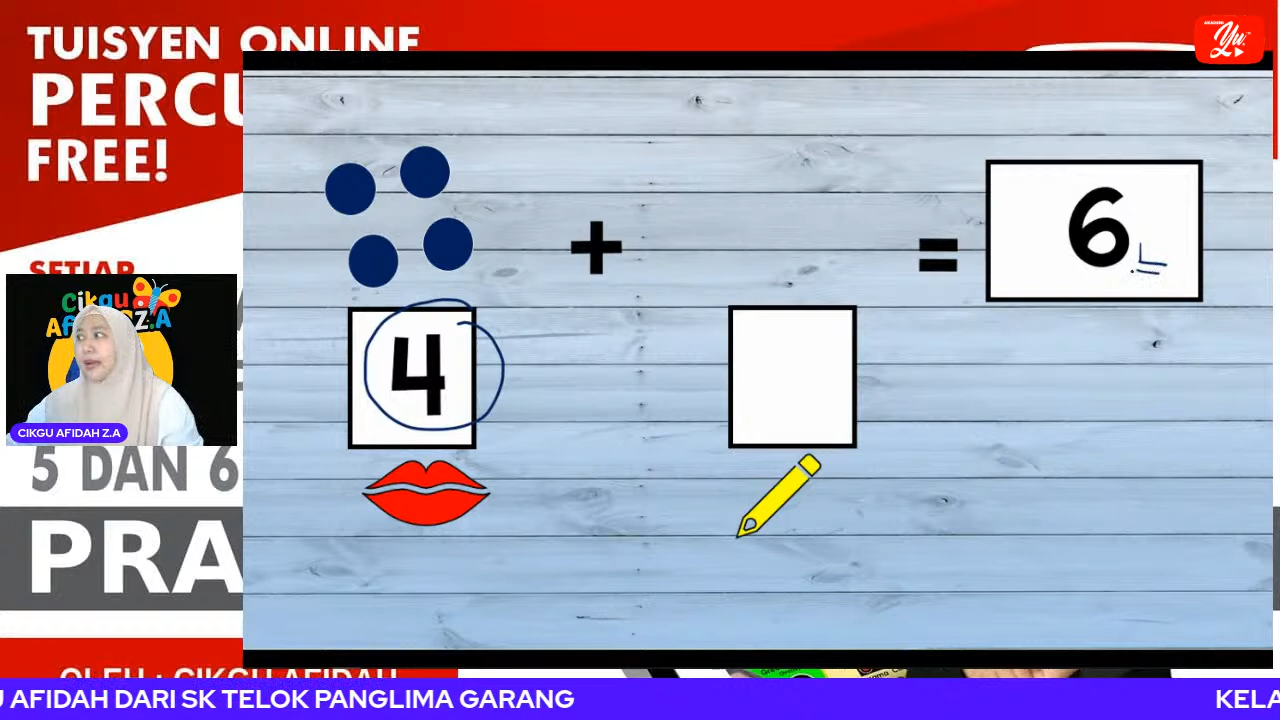 TUISYEN ONLINE
PERCU
FREE!
SETIAP
Cikgu
Afi Z.A
CIKGU AFIDAH Z.A
5 DAN 6
PRA
OLEH : CIKGU AFIDAH
+
=
6
4
U AFIDAH DARI SK TELOK PANGLIMA GARANG
KELA